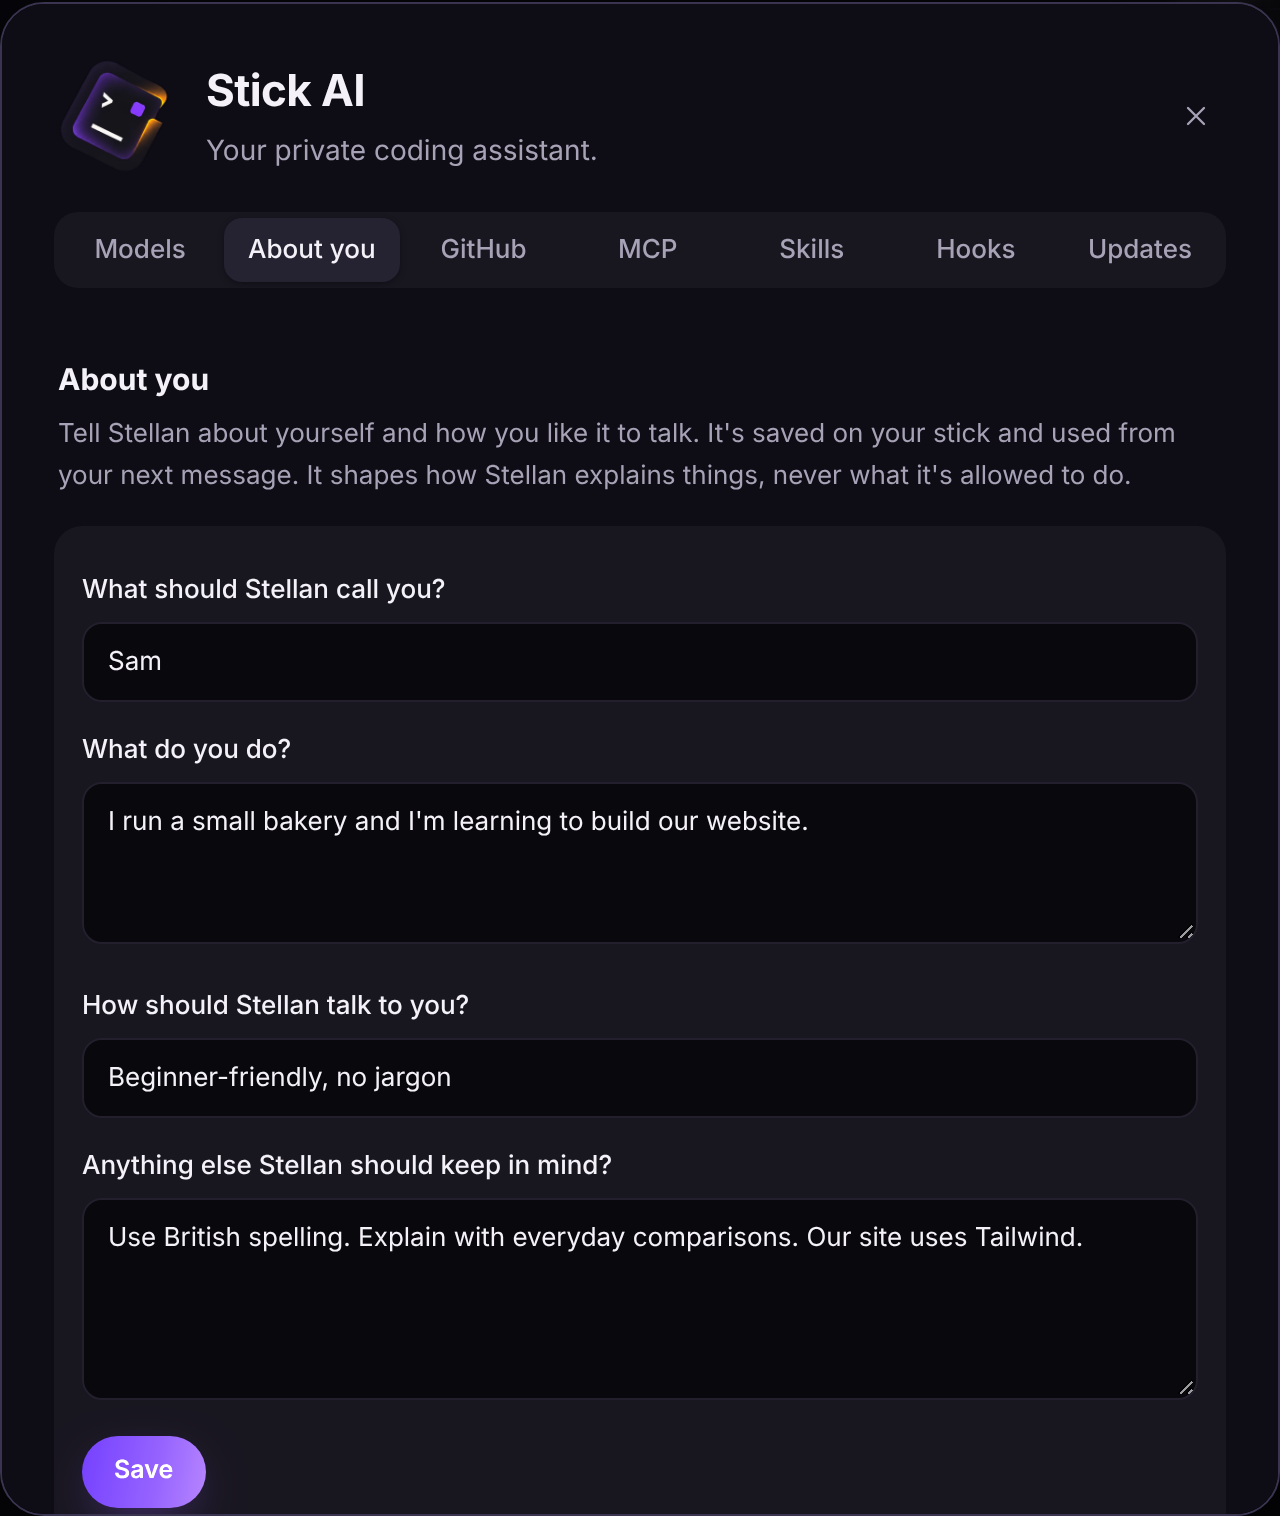 Stick AI
Your private coding assistant.
Models
About you
GitHub
MCP
Skills
Hooks
Updates
About you
Tell Stellan about yourself and how you like it to talk. It's saved on your stick and used from
your next message. It shapes how Stellan explains things, never what it's allowed to do.
What should Stellan call you?
Sam
What do you do?
I run a small bakery and I'm learning to build our website.
How should Stellan talk to you?
Beginner-friendly, no jargon
Anything else Stellan should keep in mind?
Use British spelling. Explain with everyday comparisons. Our site uses Tailwind.
Save